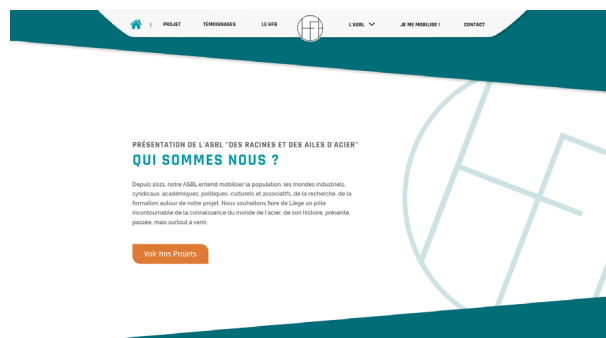 PROJET
TÉMOIGNAGES
LE HFB
L'ASBL
JE ME MOBILISE !
CONTACT
PRÉSENTATION DE L'ASBL "DES RACINES ET DES AILES D'ACIER"
QUI SOMMES NOUS ?
Depuis 2021, notre ASBL entend mobiliser la population, les mondes industriels,
syndicaux, académiques, politiques, culturels et associatifs, de la recherche, de la
formation autour de notre projet. Nous souhaitons faire de Liège un pôle
incontournable de la connaissance du monde de l'acier, de son histoire, présente,
passée, mais surtout à venir.
Voir Nos Projets